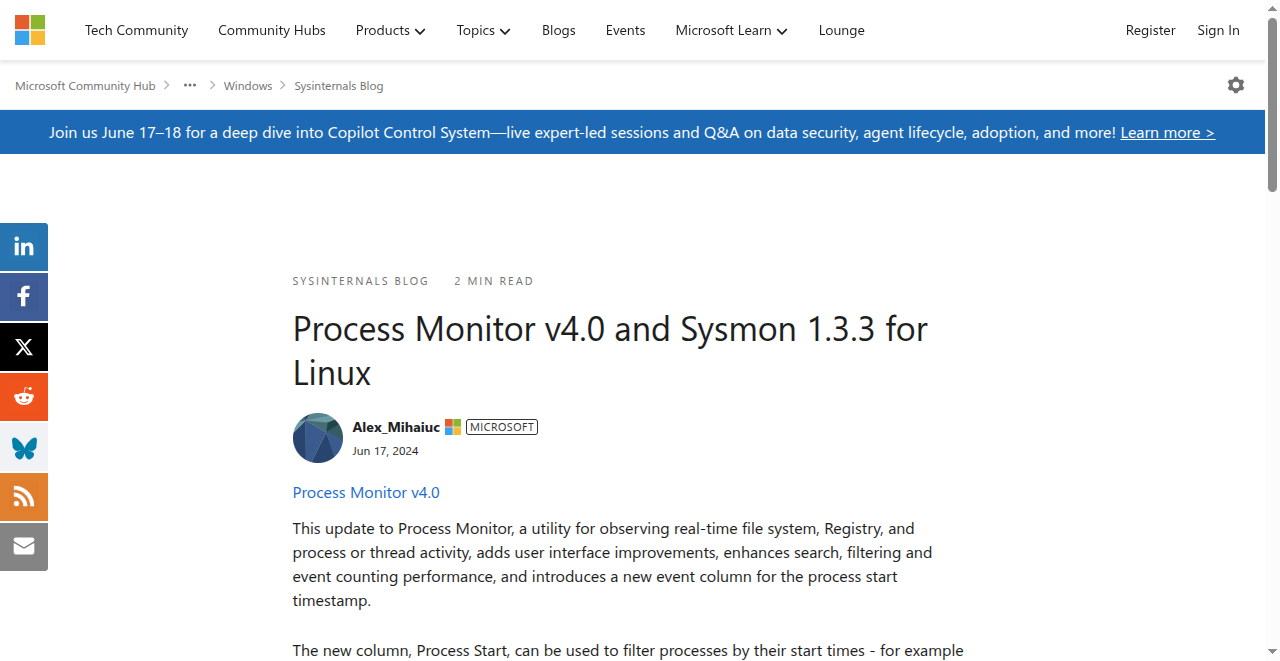 Tech Community Community Hubs Products Topics Blogs Events Microsoft Learn Lounge Register Sign In
Microsoft Community Hub ... Windows Sysinternals Blog
Join us June 17–18 for a deep dive into Copilot Control System—live expert-led sessions and Q&A on data security, agent lifecycle, adoption, and more! Learn more >
SYSINTERNALS BLOG 2 MIN READ
Process Monitor v4.0 and Sysmon 1.3.3 for
Linux
Alex_Mihaiuc MICROSOFT
Jun 17, 2024
Process Monitor v4.0
This update to Process Monitor, a utility for observing real-time file system, Registry, and
process or thread activity, adds user interface improvements, enhances search, filtering and
event counting performance, and introduces a new event column for the process start
timestamp.
The new column, Process Start, can be used to filter processes by their start times - for example